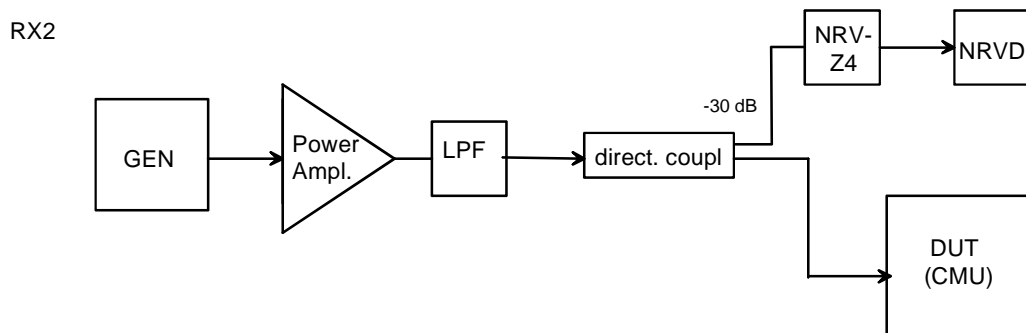 RX2
NRV-
Z4
NRVD
-30 dB
GEN
Power
Ampl.
LPF
direct. coupl
DUT
(CMU)